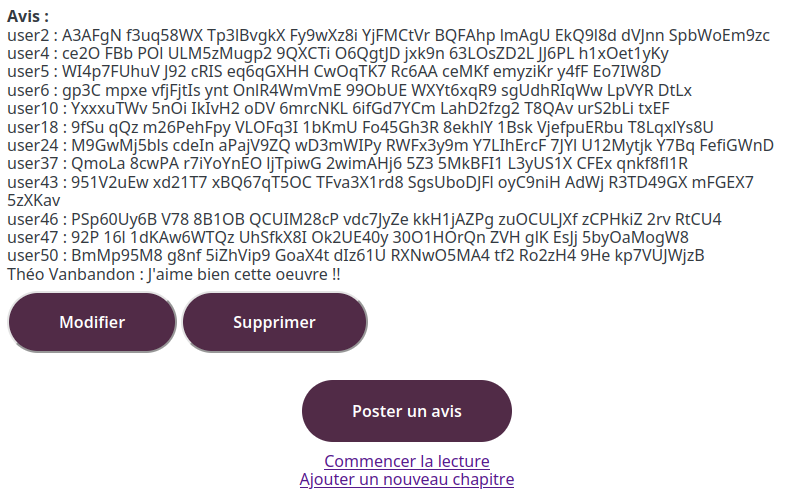 Avis :
user2 : A3AFgN f3uq58WX Tp3lBvgkX Fy9wXz8i YjFMCtVr BQFAhp lmAgU EkQ9l8d dVJnn SpbWoEm9zc
user4 : ce2O FBb POl ULM5zMugp2 9QXCTi O6QgtJD jxk9n 63LOsZD2L JJ6PL h1xOet1yKy
user5 : WI4p7FUhuV J92 cRIS eq6qGXHH CwOqTK7 Rc6AA ceMKf emyziKr y4fF Eo7IW8D
user6 : gp3C mpxe vfjFjtIs ynt OnlR4WmVmE 99ObUE WXYt6xqR9 sgUdhRIqWw LpVYR DtLx
user10 : YxxxuTWv 5nOi IkIvH2 oDV 6mrcNKL 6ifGd7YCm LahD2fzg2 T8QAv urS2bLi txEF
user18 : 9fSu qQz m26PehFpy VLOFq3I 1bKmU Fo45Gh3R 8ekhlY 1Bsk VjefpuERbu T8LqxlYs8U
user24 : M9GwMj5bls cdeIn aPajV9ZQ wD3mWIPy RWFx3y9m Y7LIhErcF 7JYl U12Mytjk Y7Bq FefiGWnD
user37 : QmoLa 8cwPA r7iYoYnEO ljTpiwG 2wimAHj6 5Z3 5MkBFI1 L3yUS1X CFEx qnkf8fl1R
user43 : 951V2uEw xd21T7 xBQ67qT5OC TFva3X1rd8 SgsUboDJFl oyC9niH AdWj R3TD49GX mFGEX7
5zXKav
user46 : PSp60Uy6B V78 8B1OB QCUIM28cP vdc7JyZe kkH1jAZPg zuOCULJXf zCPHkiZ 2rv RtCU4
user47 : 92P 16l 1dKAw6WTQz UhSfkX8I Ok2UE40y 30O1HOrQn ZVH glK EsJj 5byOaMogW8
user50 : BmMp95M8 g8nf 5iZhVip9 GoaX4t dIz61U RXNwO5MA4 tf2 Ro2zH4 9He kp7VUJWjzB
Théo Vanbandon : J'aime bien cette oeuvre !!
Modifier Supprimer
Poster un avis
Commencer la lecture
Ajouter un nouveau chapitre